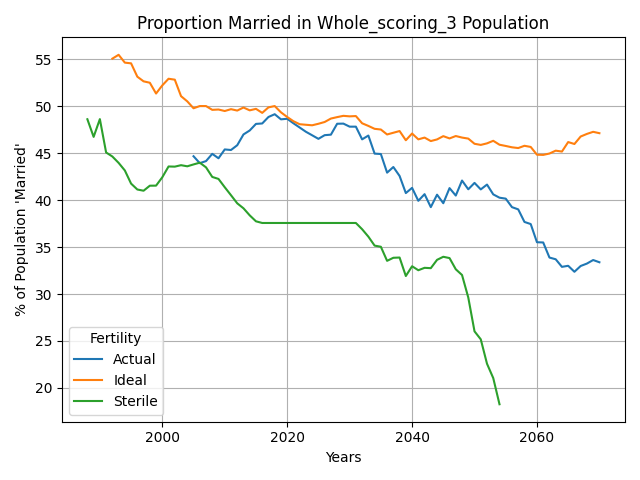 Proportion Married in Whole_scoring_3 Population
% of Population 'Married'
55
50
45
40
35
30
25
20
Fertility
Actual
Ideal
Sterile
2000 2020 2040 2060
Years